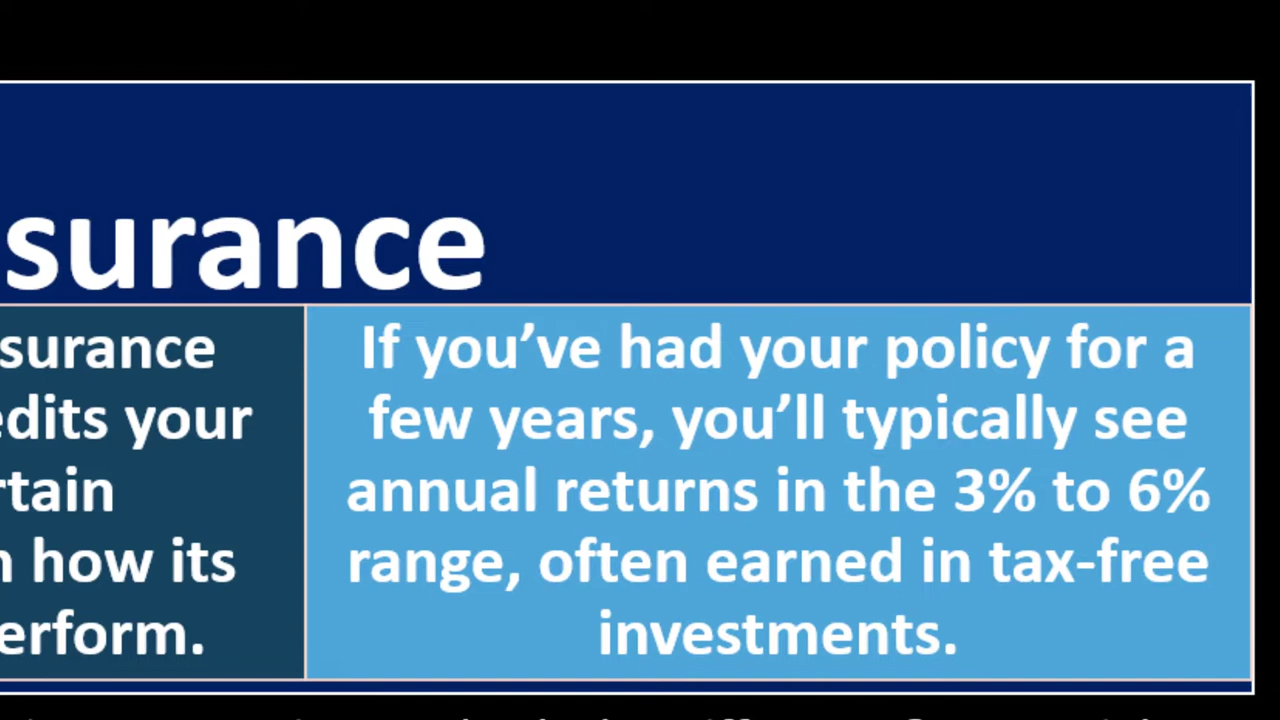 surance
surance
edits your
rtain
n how its
erform.
If you’ve had your policy for a
few years, you’ll typically see
annual returns in the 3% to 6%
range, often earned in tax-free
investments.